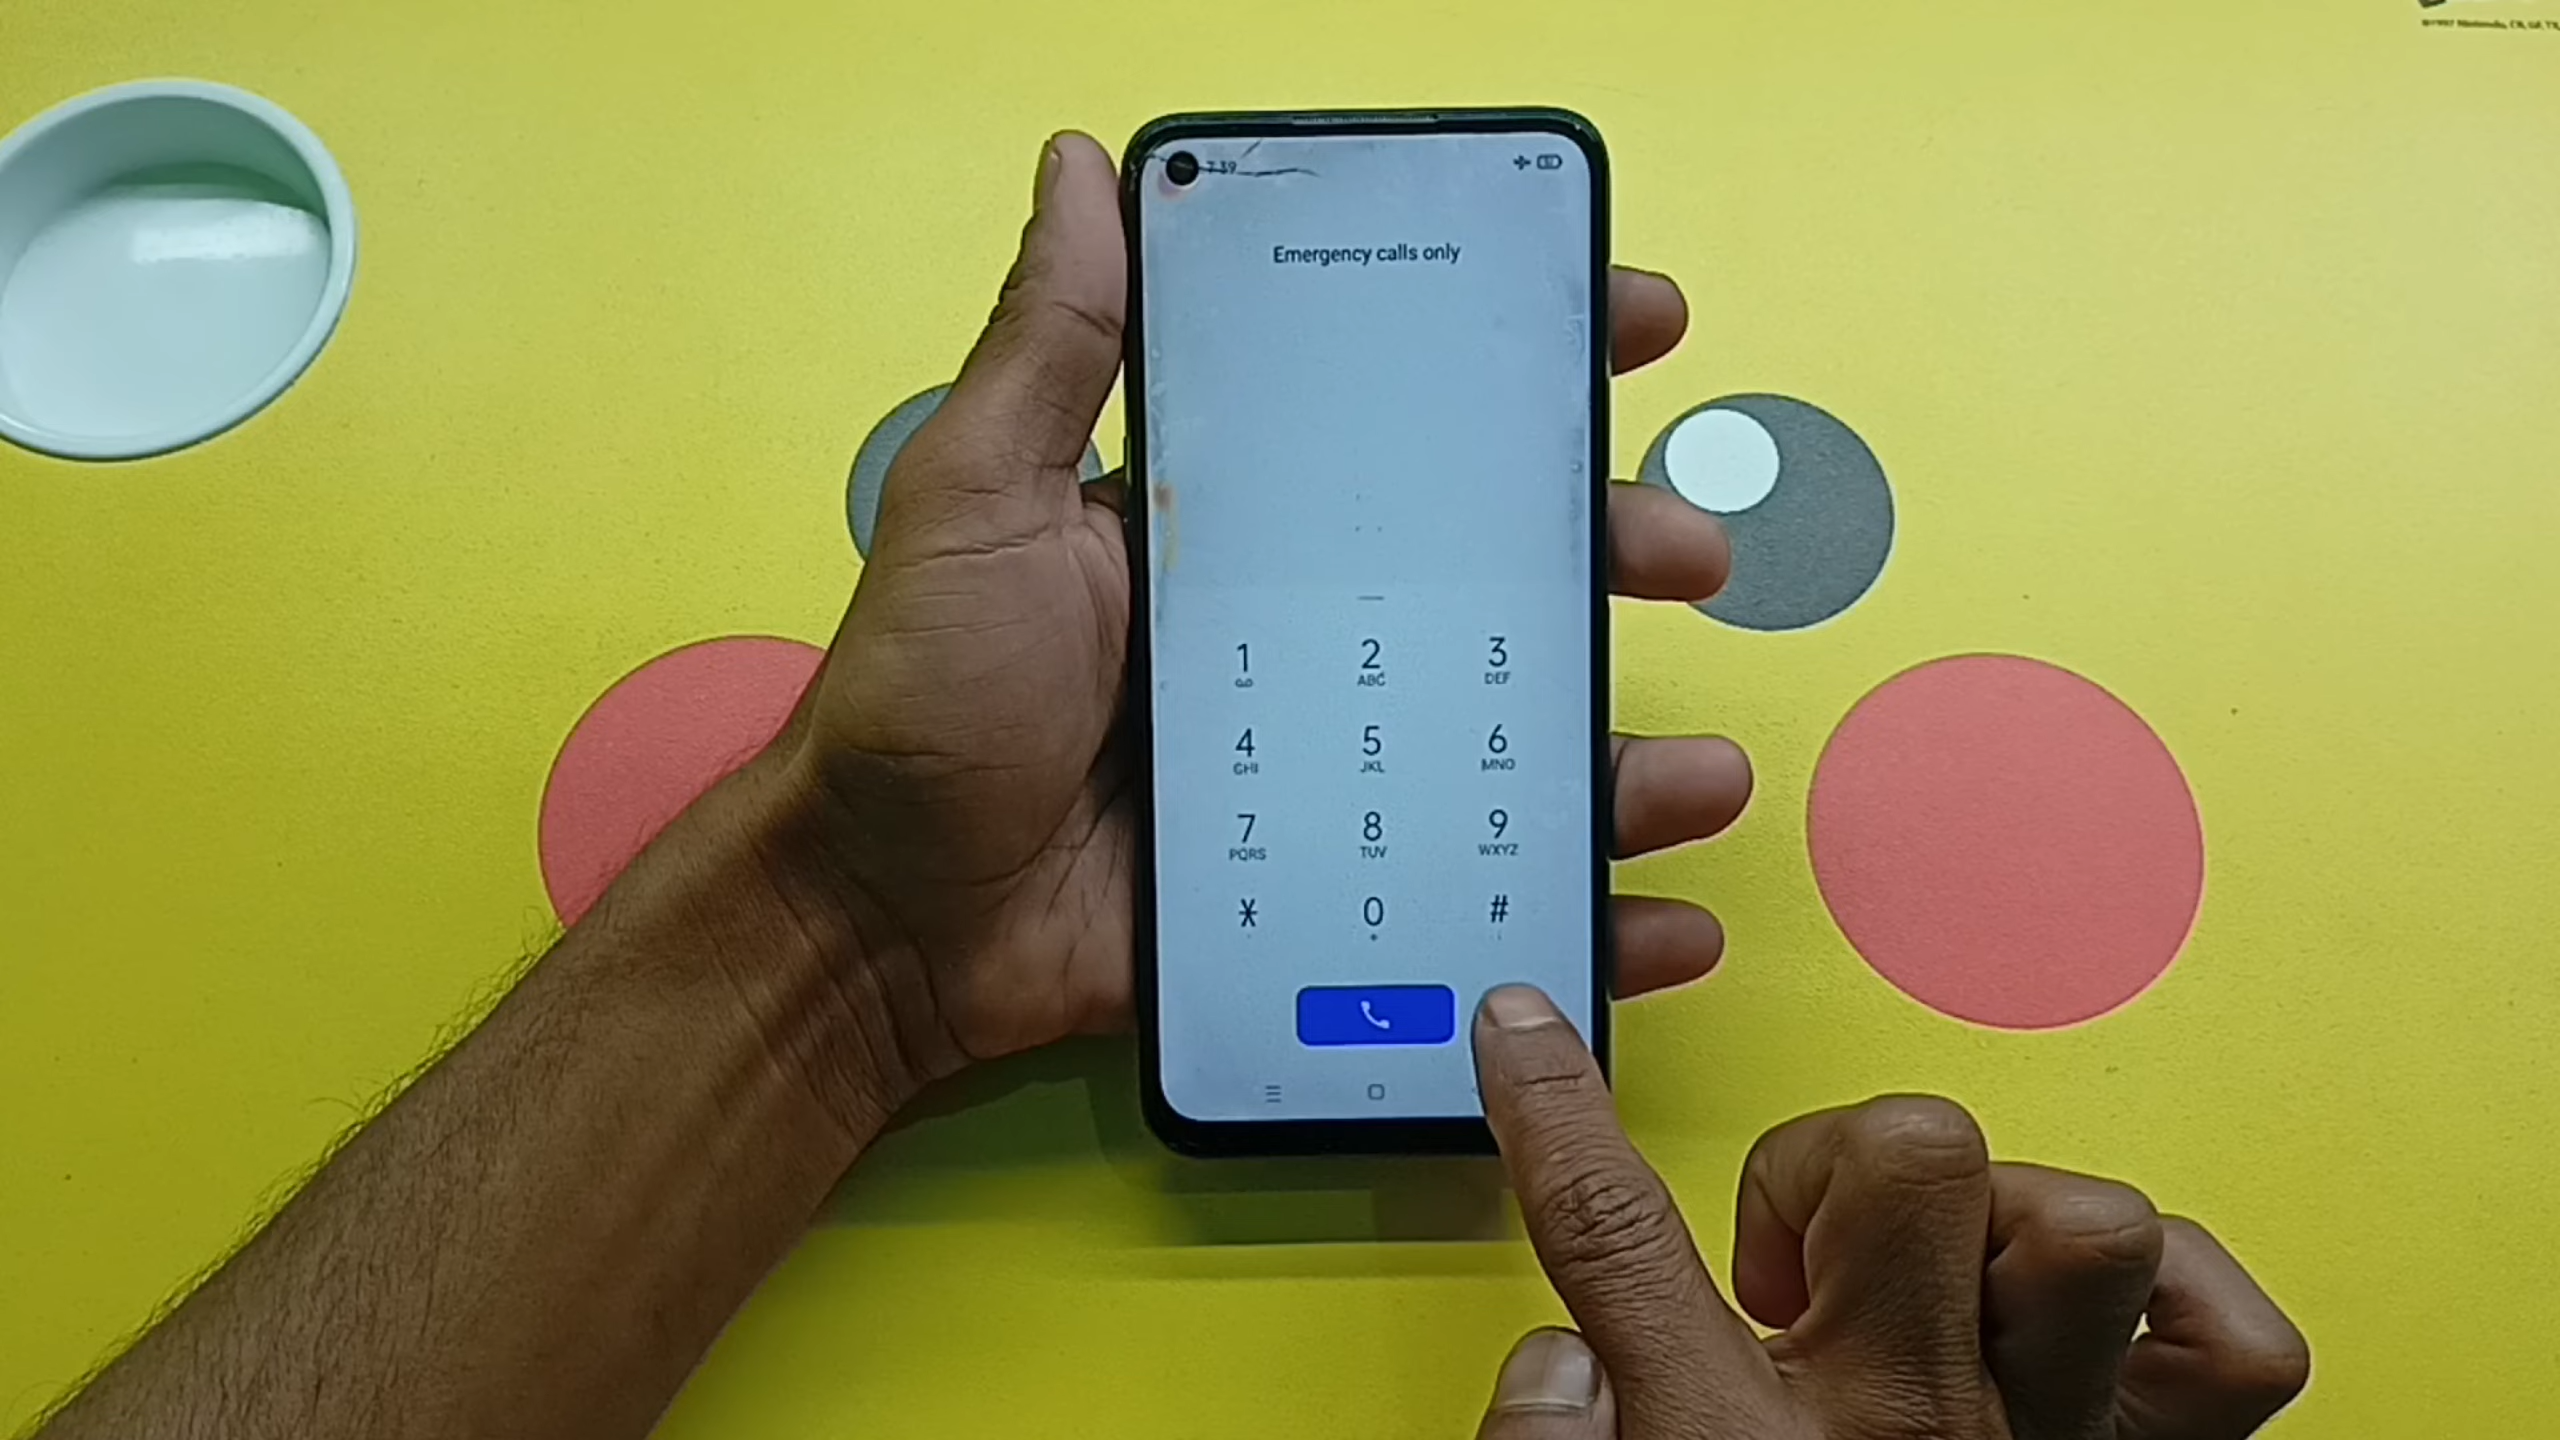 7:39
Emergency calls only
1 2 3
ABC DEF
4 5 6
GHI JKL MNO
7 8 9
PQRS TUV WXYZ
* 0 #
+